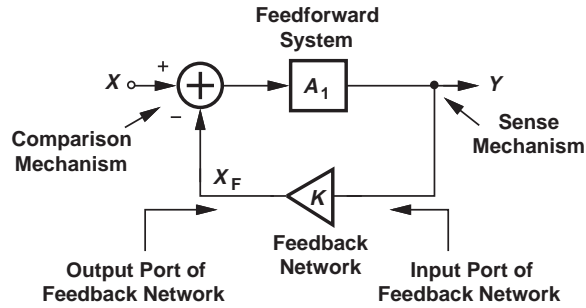 Feedforward
System
X
+
−
A1
Y
Comparison
Mechanism
Sense
Mechanism
XF
K
Feedback
Network
Output Port of
Feedback Network
Input Port of
Feedback Network